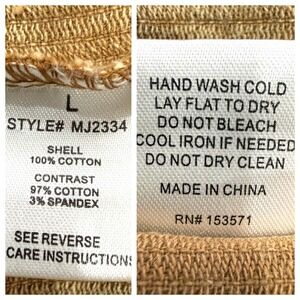 L
STYLE# MJ2334
SHELL
100% COTTON
CONTRAST
97% COTTON
3% SPANDEX
SEE REVERSE
CARE INSTRUCTIONS
HAND WASH COLD
LAY FLAT TO DRY
DO NOT BLEACH
COOL IRON IF NEEDED
DO NOT DRY CLEAN
MADE IN CHINA
RN# 153571